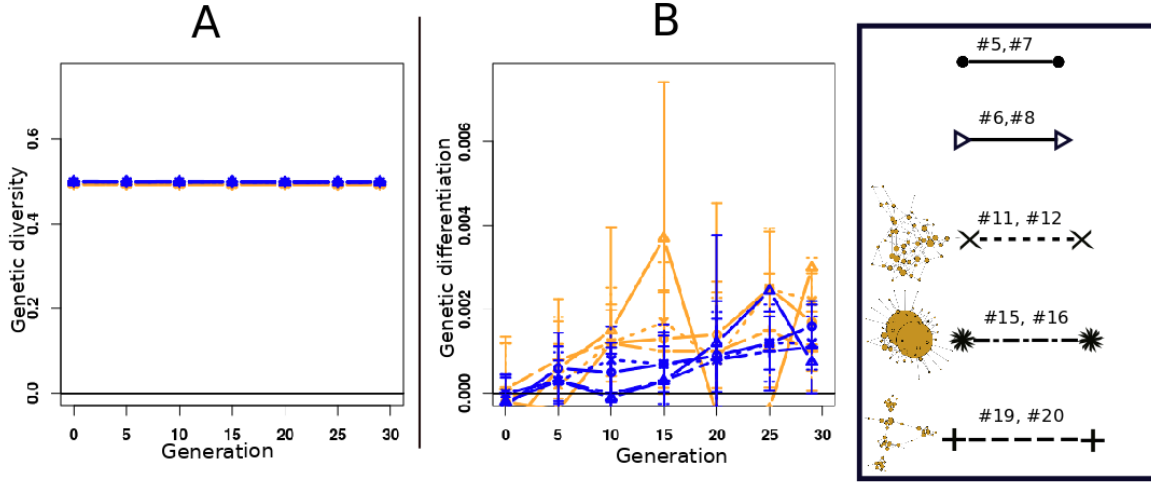 A
B
Genetic diversity
0.0 0.2 0.4 0.6
0 5 10 15 20 25 30
Generation
Genetic differentiation
0.000 0.002 0.004 0.006
0 5 10 15 20 25 30
Generation
#5,#7
#6,#8
#11, #12
#15, #16
#19, #20